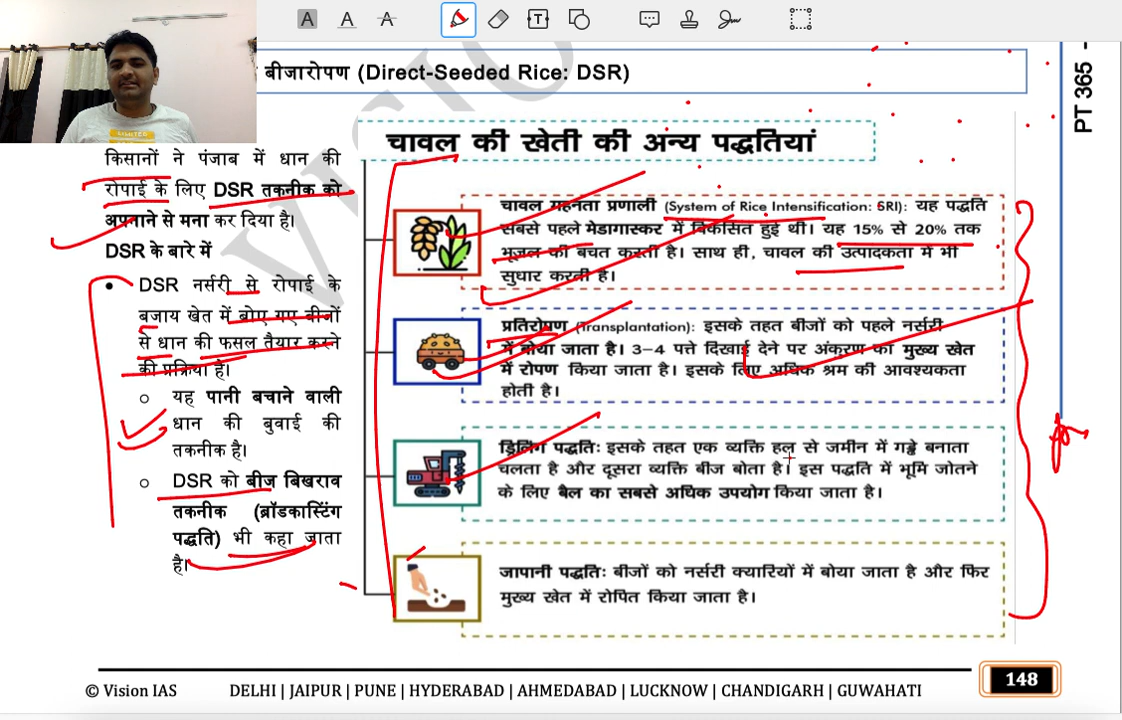 A A A T
बीजारोपण (Direct-Seeded Rice: DSR)
PT 365 -
VISIO
चावल की खेती की अन्य पद्धतियां
किसानों ने पंजाब में धान की
रोपाई के लिए DSR तकनीक को
अपनाने से मना कर दिया है।
DSR के बारे में
• DSR नर्सरी से रोपाई के
बजाय खेत में बोए गए बीजों
से धान की फसल तैयार करने
की प्रक्रिया है।
o यह पानी बचाने वाली
धान की बुवाई की
तकनीक है।
o DSR को बीज बिखराव
तकनीक (ब्रॉडकास्टिंग
पद्धति) भी कहा जाता
है।
चावल गहनता प्रणाली (System of Rice Intensification: SRI): यह पद्धति
सबसे पहले मेडागास्कर में विकसित हुई थी। यह 15% से 20% तक
भूजल की बचत करती है। साथ ही, चावल की उत्पादकता में भी
सुधार करती है।
प्रतिरोपण (Transplantation): इसके तहत बीजों को पहले नर्सरी
में बोया जाता है। 3-4 पत्ते दिखाई देने पर अंकुरण को मुख्य खेत
में रोपण किया जाता है। इसके लिए अधिक श्रम की आवश्यकता
होती है।
ड्रिलिंग पद्धति: इसके तहत एक व्यक्ति हल से जमीन में गड्ढे बनाता
चलता है और दूसरा व्यक्ति बीज बोता है। इस पद्धति में भूमि जोतने
के लिए बैल का सबसे अधिक उपयोग किया जाता है।
जापानी पद्धति: बीजों को नर्सरी क्यारियों में बोया जाता है और फिर
मुख्य खेत में रोपित किया जाता है।
© Vision IAS
DELHI | JAIPUR | PUNE | HYDERABAD | AHMEDABAD | LUCKNOW | CHANDIGARH | GUWAHATI
148